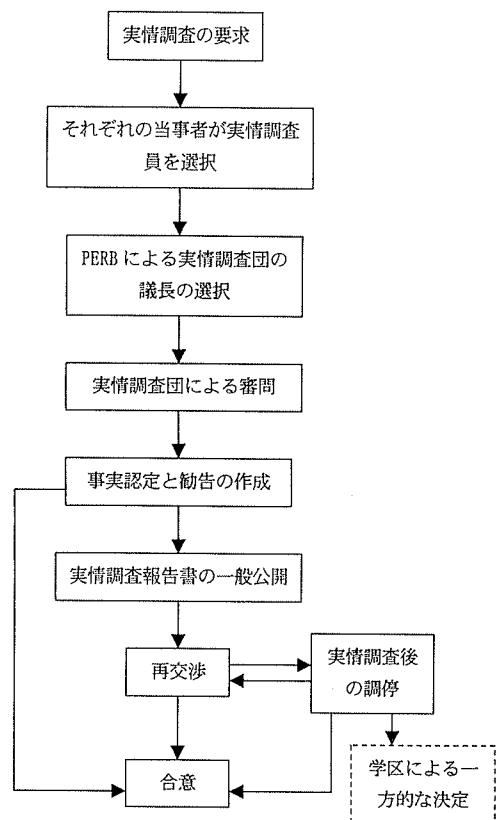 実情調査の要求
それぞれの当事者が実情調査
員を選択
PERBによる実情調査団の
議長の選択
実情調査団による審問
事実認定と勧告の作成
実情調査報告書の一般公開
再交渉
実情調査後
の調停
合意
学区による一
方的な決定